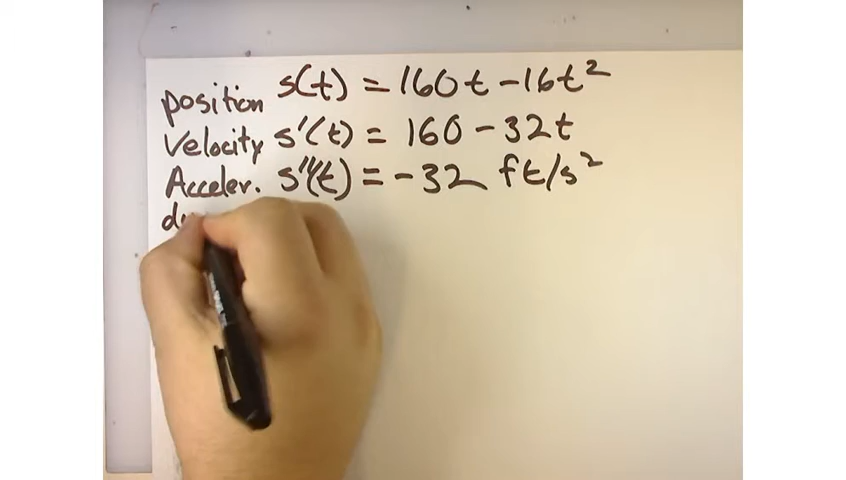 position s(t) = 160t - 16t²
Velocity s'(t) = 160 - 32t
Acceler. s''(t) = -32 ft/s²